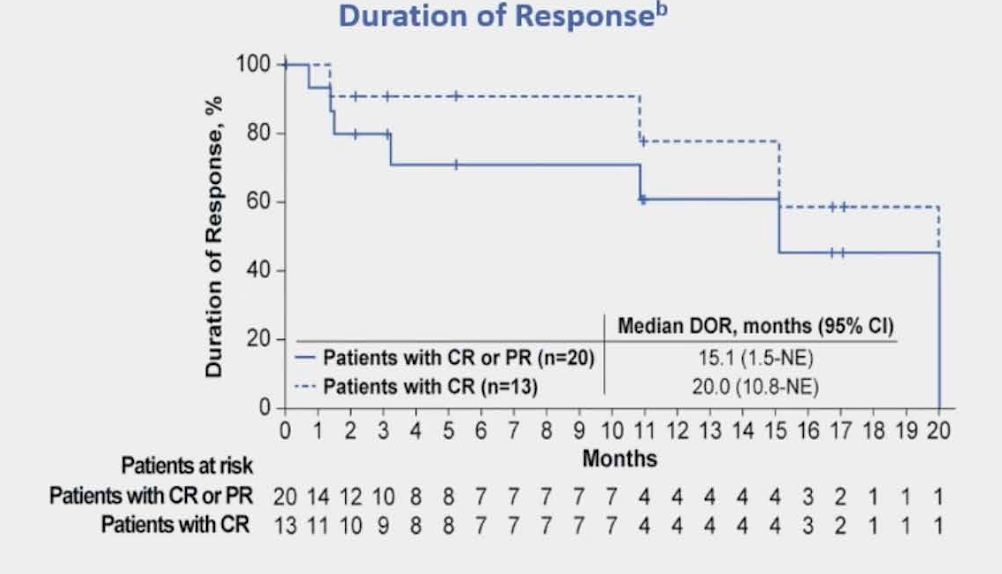 Duration of Responseᵇ
Duration of Response, %
100
80
60
40
20
0
Median DOR, months (95% CI)
Patients with CR or PR (n=20) 15.1 (1.5-NE)
Patients with CR (n=13) 20.0 (10.8-NE)
0 1 2 3 4 5 6 7 8 9 10 11 12 13 14 15 16 17 18 19 20
Months
Patients at risk
Patients with CR or PR 20 14 12 10 8 8 7 7 7 7 7 4 4 4 4 4 3 2 1 1 1
Patients with CR 13 11 10 9 8 8 7 7 7 7 7 4 4 4 4 4 3 2 1 1 1